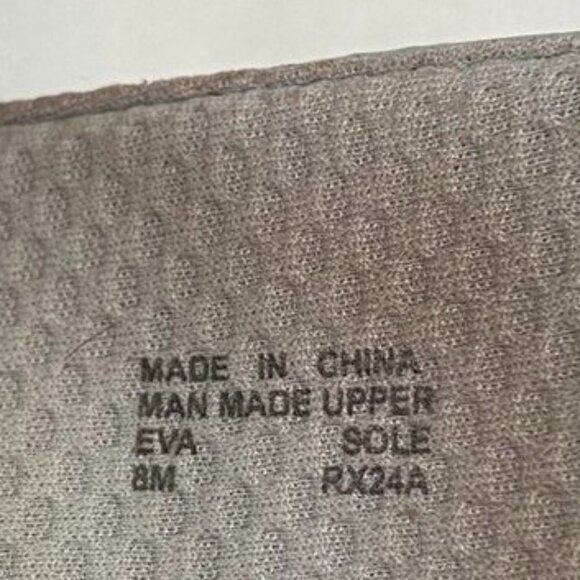 MADE IN CHINA
MAN MADE UPPER
EVA SOLE
8M RX24A